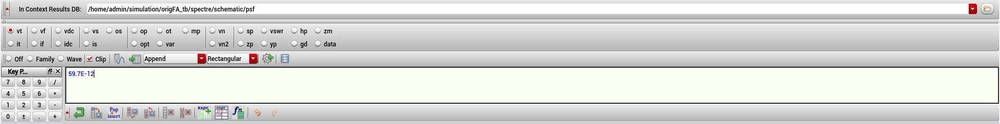 In Context Results DB: /home/admin/simulation/origFA_tb/spectre/schematic/psf
vt vf vdc vs os op ot mp vn sp vswr hp zm
it if idc is opt var vn2 zp yp gd data
Off Family Wave Clip Append Rectangular
Key P...
59.7E-12
7 8 9 /
4 5 6 *
1 2 3 -
0 ± . +
Pop & insert
expr
expr
fn